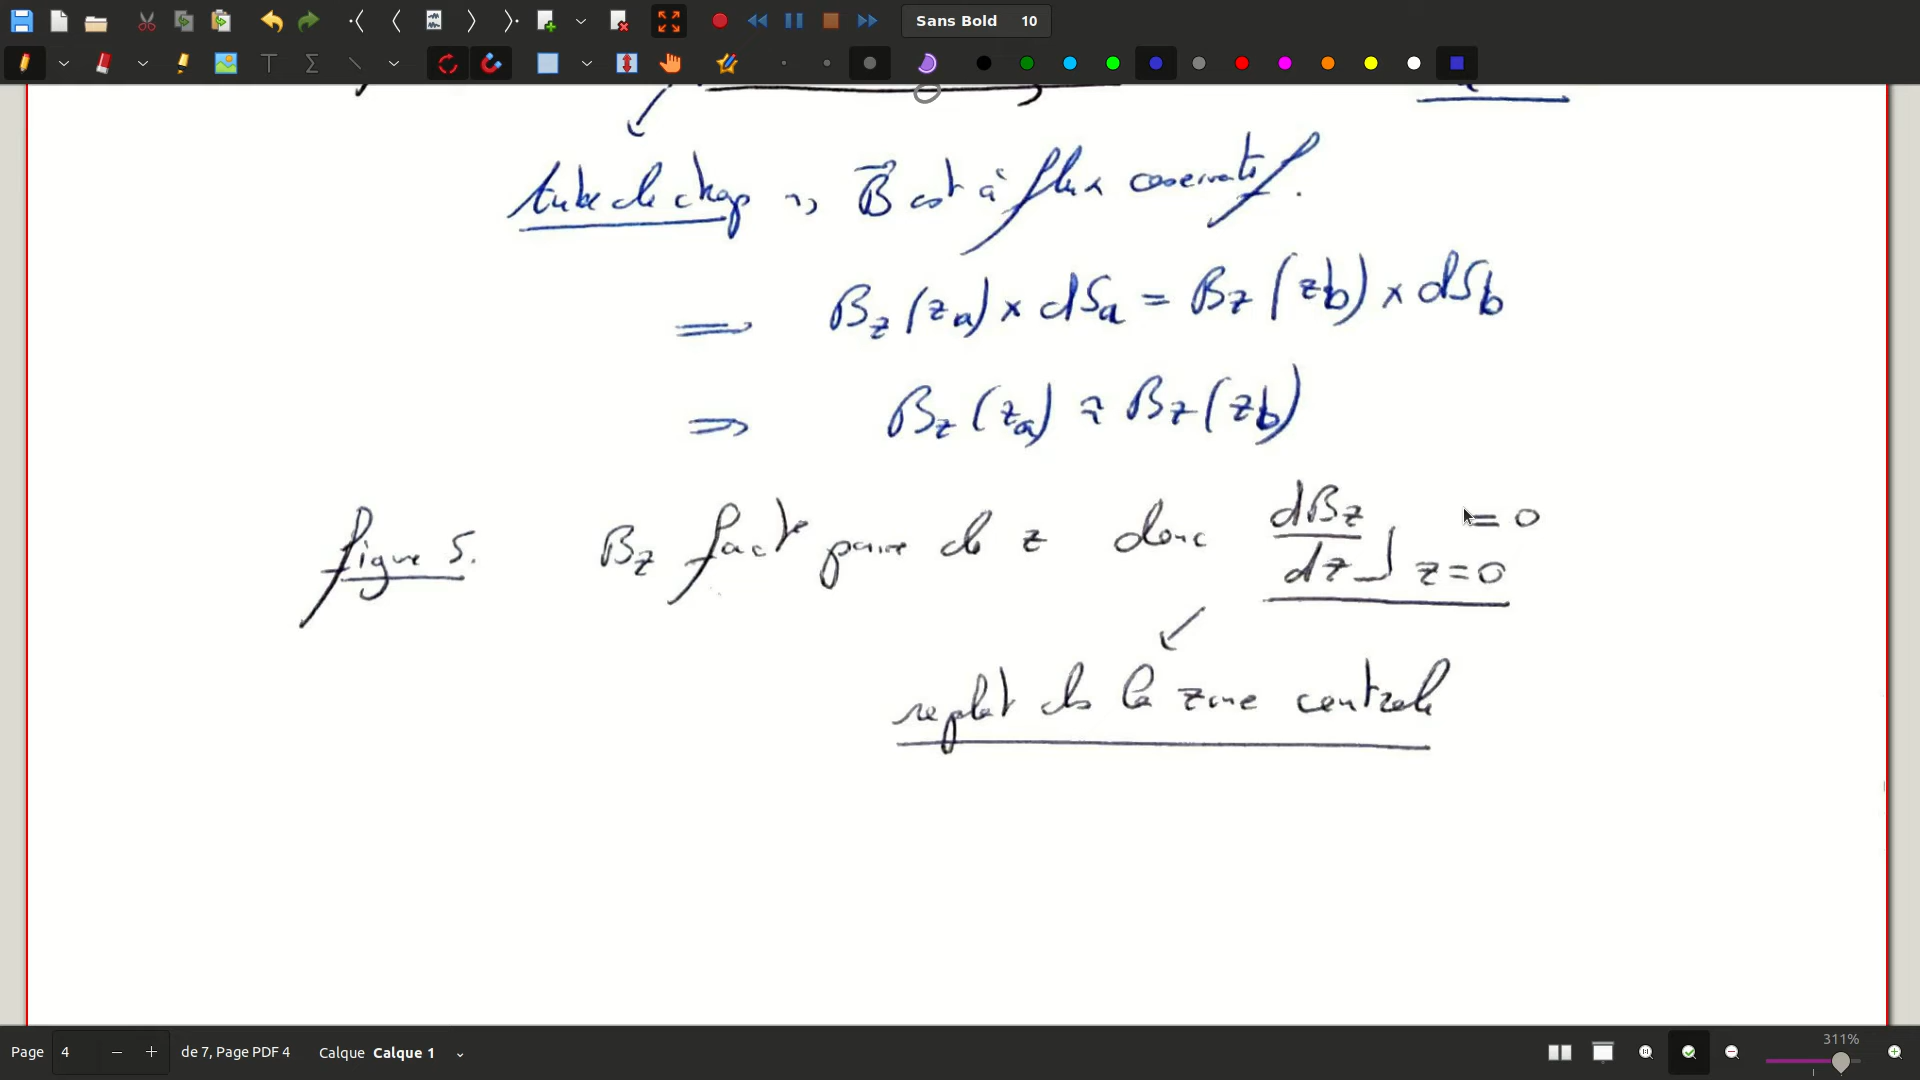 Sans Bold 10
tube de champ → B⃗ est à flux conservatif.
⇒ Bz (za) × dSa = Bz (zb) × dSb
⇒ Bz (za) ≈ Bz (zb)
figure 5. Bz fact paire de z donc dBz/dz ⌋ z=0 = 0
replat ds la zone centrale
Page 4 − + de 7, Page PDF 4 Calque Calque 1 311%